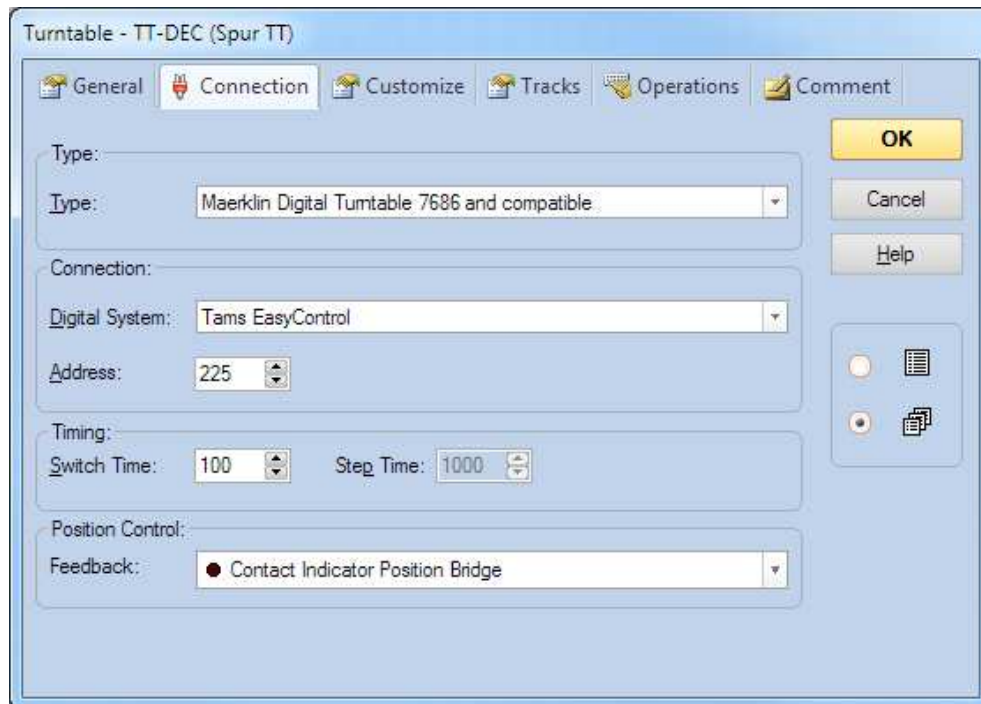 Turntable - TT-DEC (Spur TT)
General Connection Customize Tracks Operations Comment
OK
Cancel
Help
Type:
Type: Maerklin Digital Turntable 7686 and compatible
Connection:
Digital System: Tams EasyControl
Address: 225
Timing:
Switch Time: 100 Step Time: 1000
Position Control:
Feedback: Contact Indicator Position Bridge